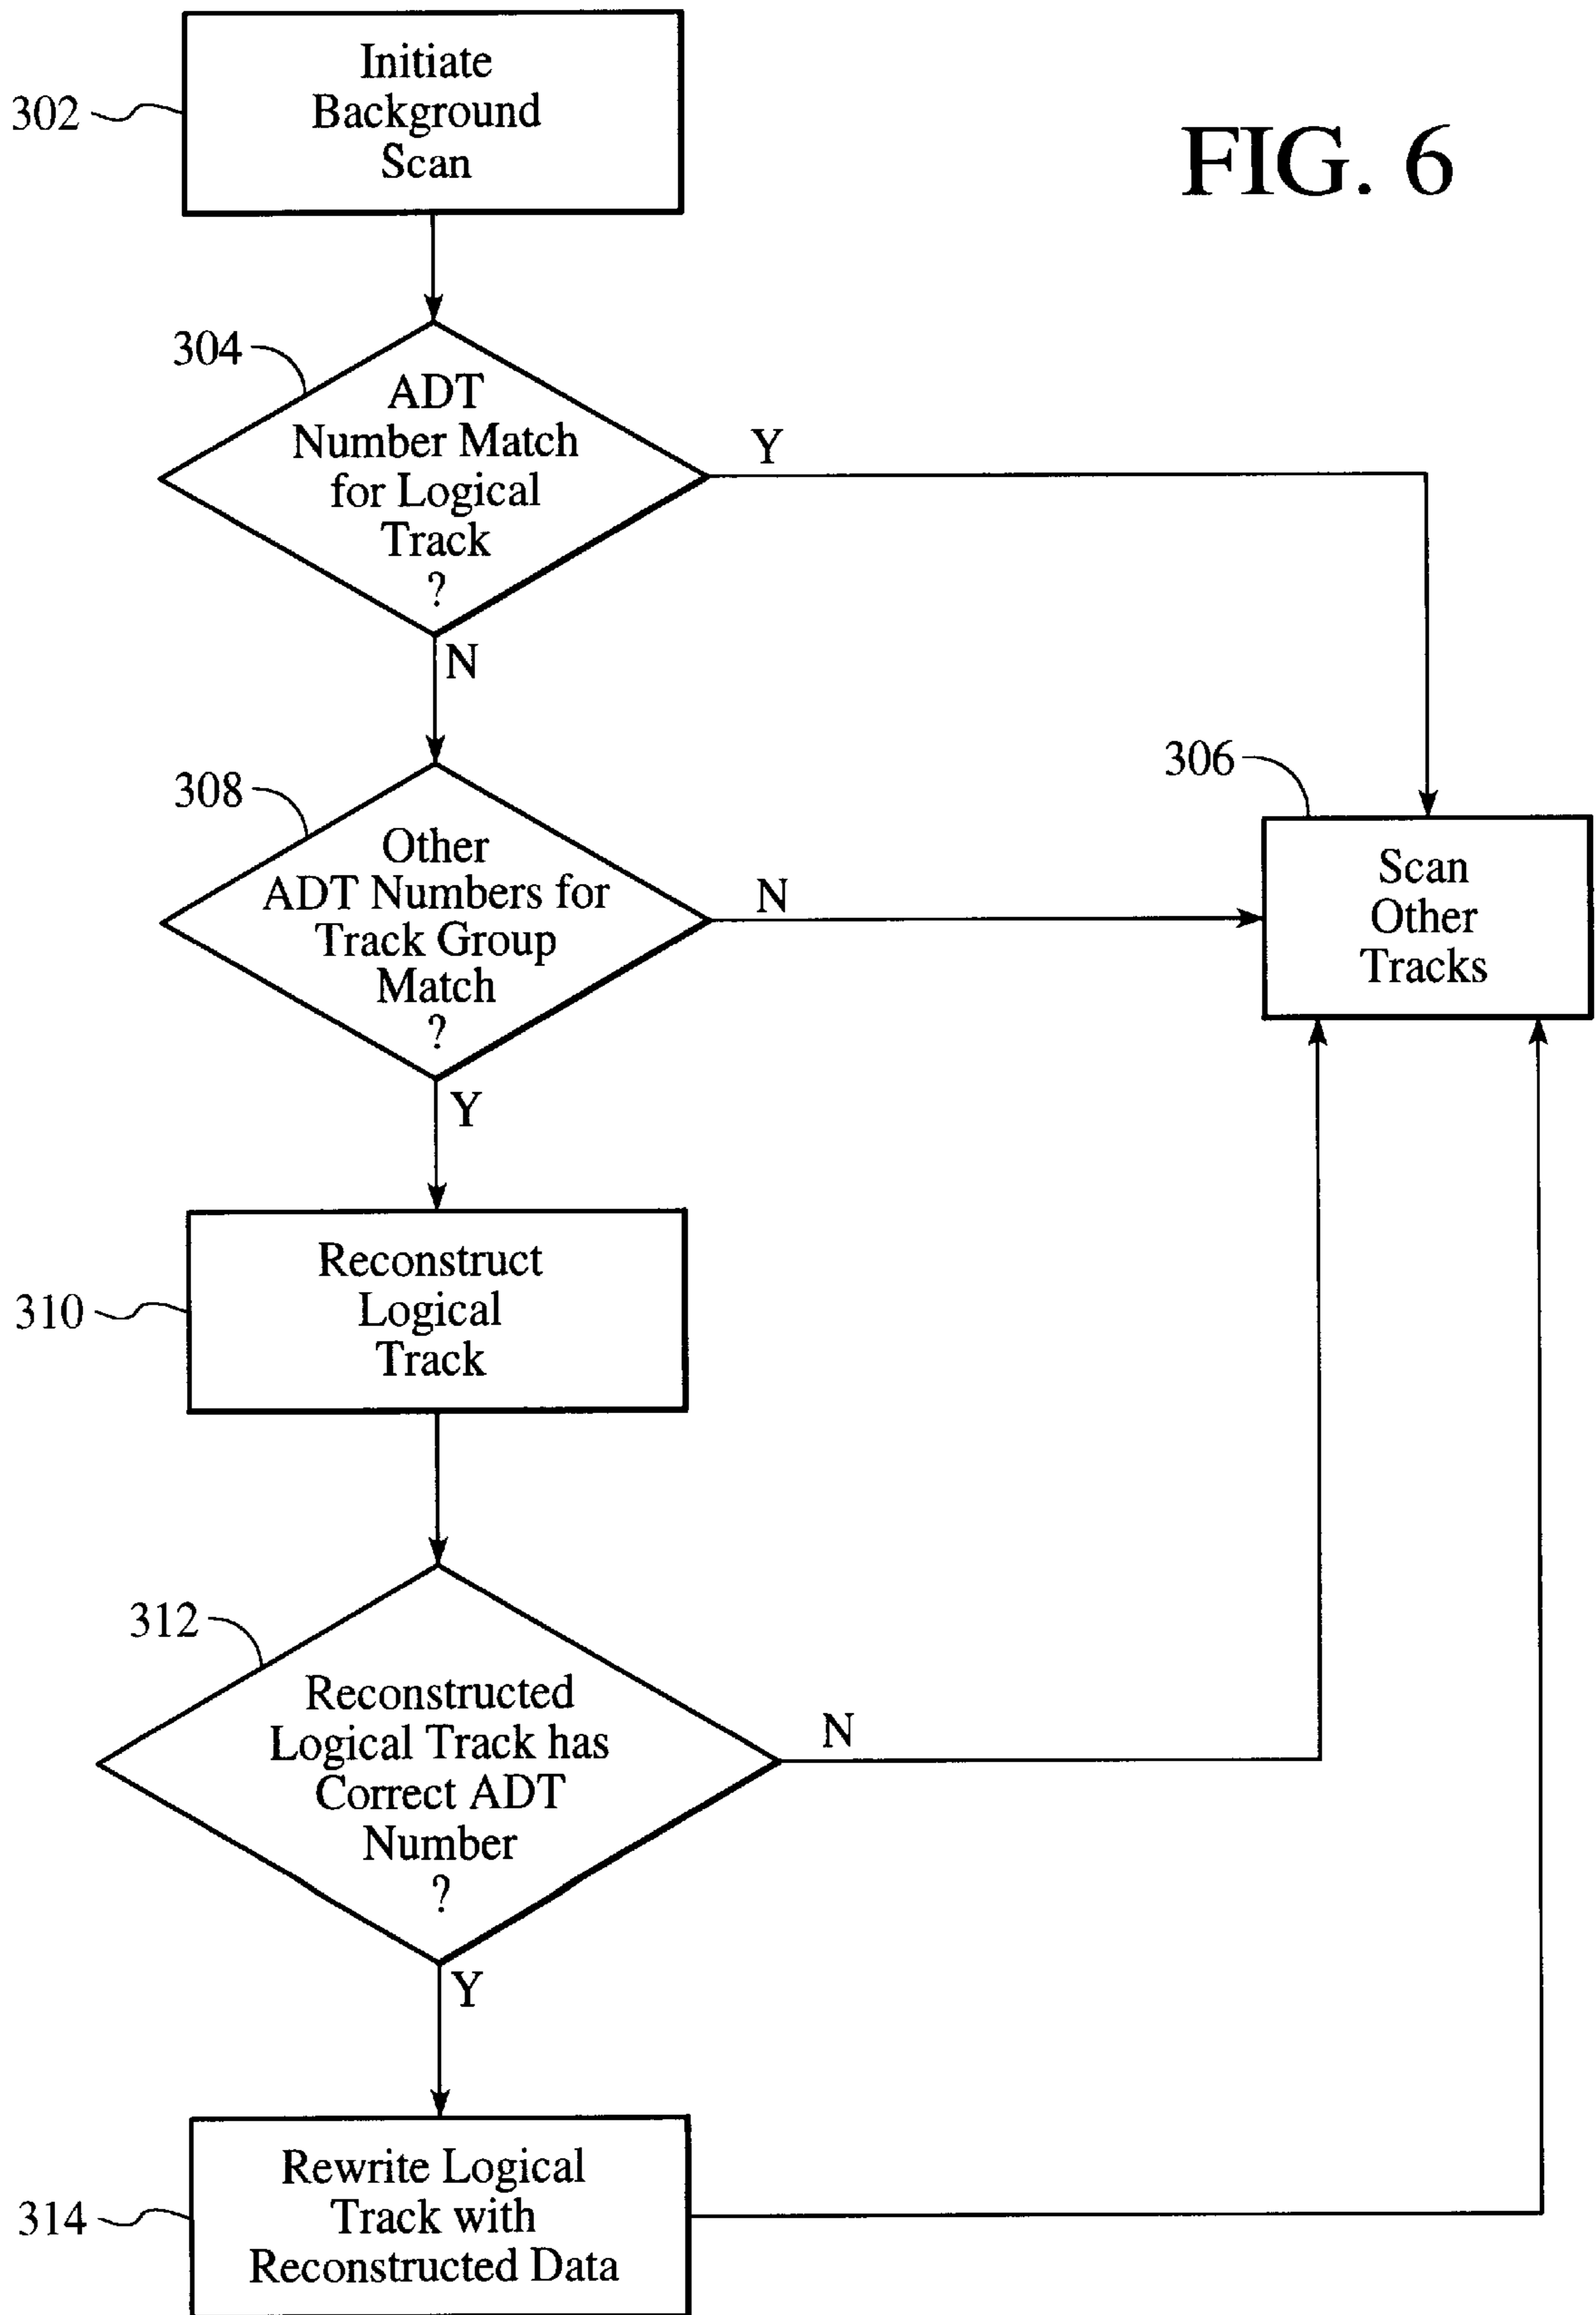 Initiate
Background
Scan
302
FIG. 6
304
ADT
Number Match
for Logical
Track
?
Y
N
308
Other
ADT Numbers for
Track Group
Match
?
N
Y
306
Scan
Other
Tracks
310
Reconstruct
Logical
Track
312
Reconstructed
Logical Track has
Correct ADT
Number
?
N
Y
314
Rewrite Logical
Track with
Reconstructed Data